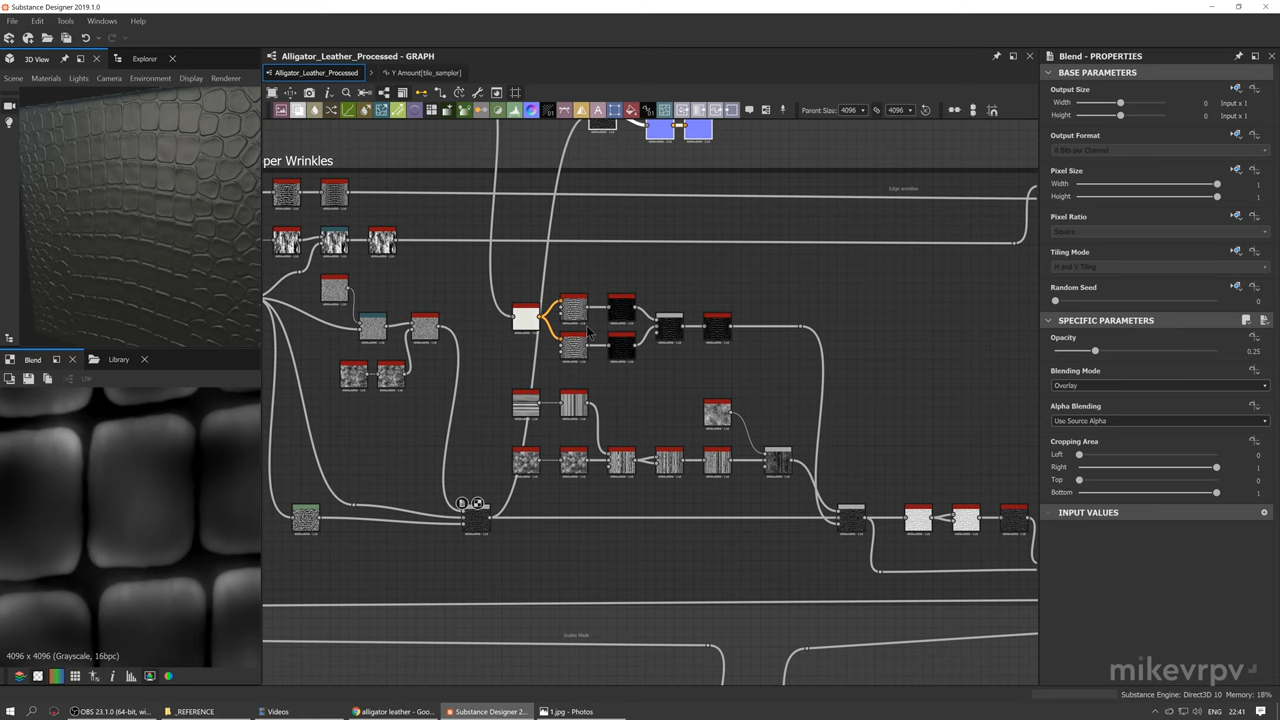 Substance Designer 2019.1.0
File Edit Tools Windows Help
3D View Explorer
Scene Materials Lights Camera Environment Display Renderer
Alligator_Leather_Processed - GRAPH
Alligator_Leather_Processed Y Amount[tile_sampler]
Parent Size: 4096 4096
per Wrinkles
Edge wrinkles
Scales Mask
Blend Library
4096 x 4096 (Grayscale, 16bpc)
Blend - PROPERTIES
BASE PARAMETERS
Output Size
Width 0 Input x 1
Height 0 Input x 1
Output Format
8 Bits per Channel
Pixel Size
Width 1
Height 1
Pixel Ratio
Square
Tiling Mode
H and V Tiling
Random Seed
0
SPECIFIC PARAMETERS
Opacity
0.25
Blending Mode
Overlay
Alpha Blending
Use Source Alpha
Cropping Area
Left 0
Right 1
Top 0
Bottom 1
INPUT VALUES
mikevrpv
Substance Engine: Direct3D 10 Memory: 18%
OBS 23.1.0 (64-bit, wi... _REFERENCE Videos alligator leather - Goo... Substance Designer 2... 1.jpg - Photos ENG 22:41